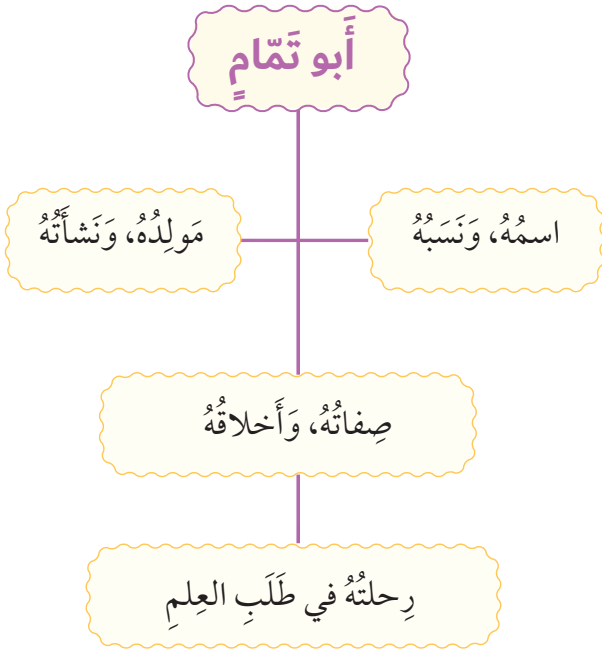 أَبو تَمّامٍ
اسمُهُ، وَنَسَبُهُ
مَولِدُهُ، وَنَشأَتُهُ
صِفاتُهُ، وَأَخلاقُهُ
رِحلتُهُ في طَلَبِ العِلمِ